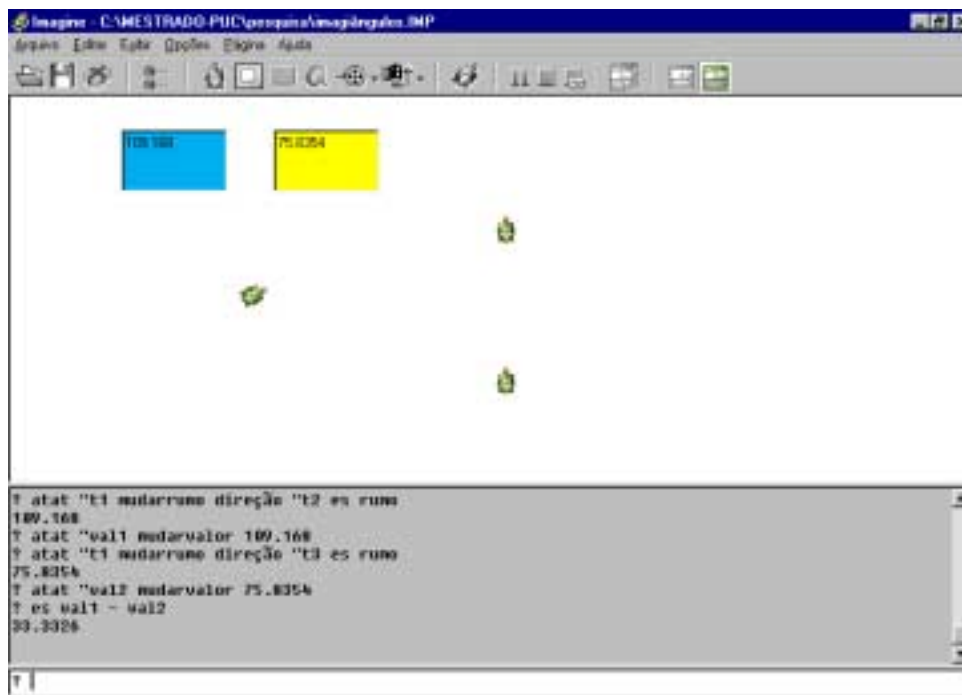 Imagine - C:\MESTRADO-PUC\pesquisa\imagiângulos.IMP
Arquivo Editar Exibir Opções Página Ajuda
109.168 75.8354
? atat "t1 mudarrumo direção "t2 es rumo
109.168
? atat "val1 mudarvalor 109.168
? atat "t1 mudarrumo direção "t3 es rumo
75.8354
? atat "val2 mudarvalor 75.8354
? es val1 - val2
33.3326
?